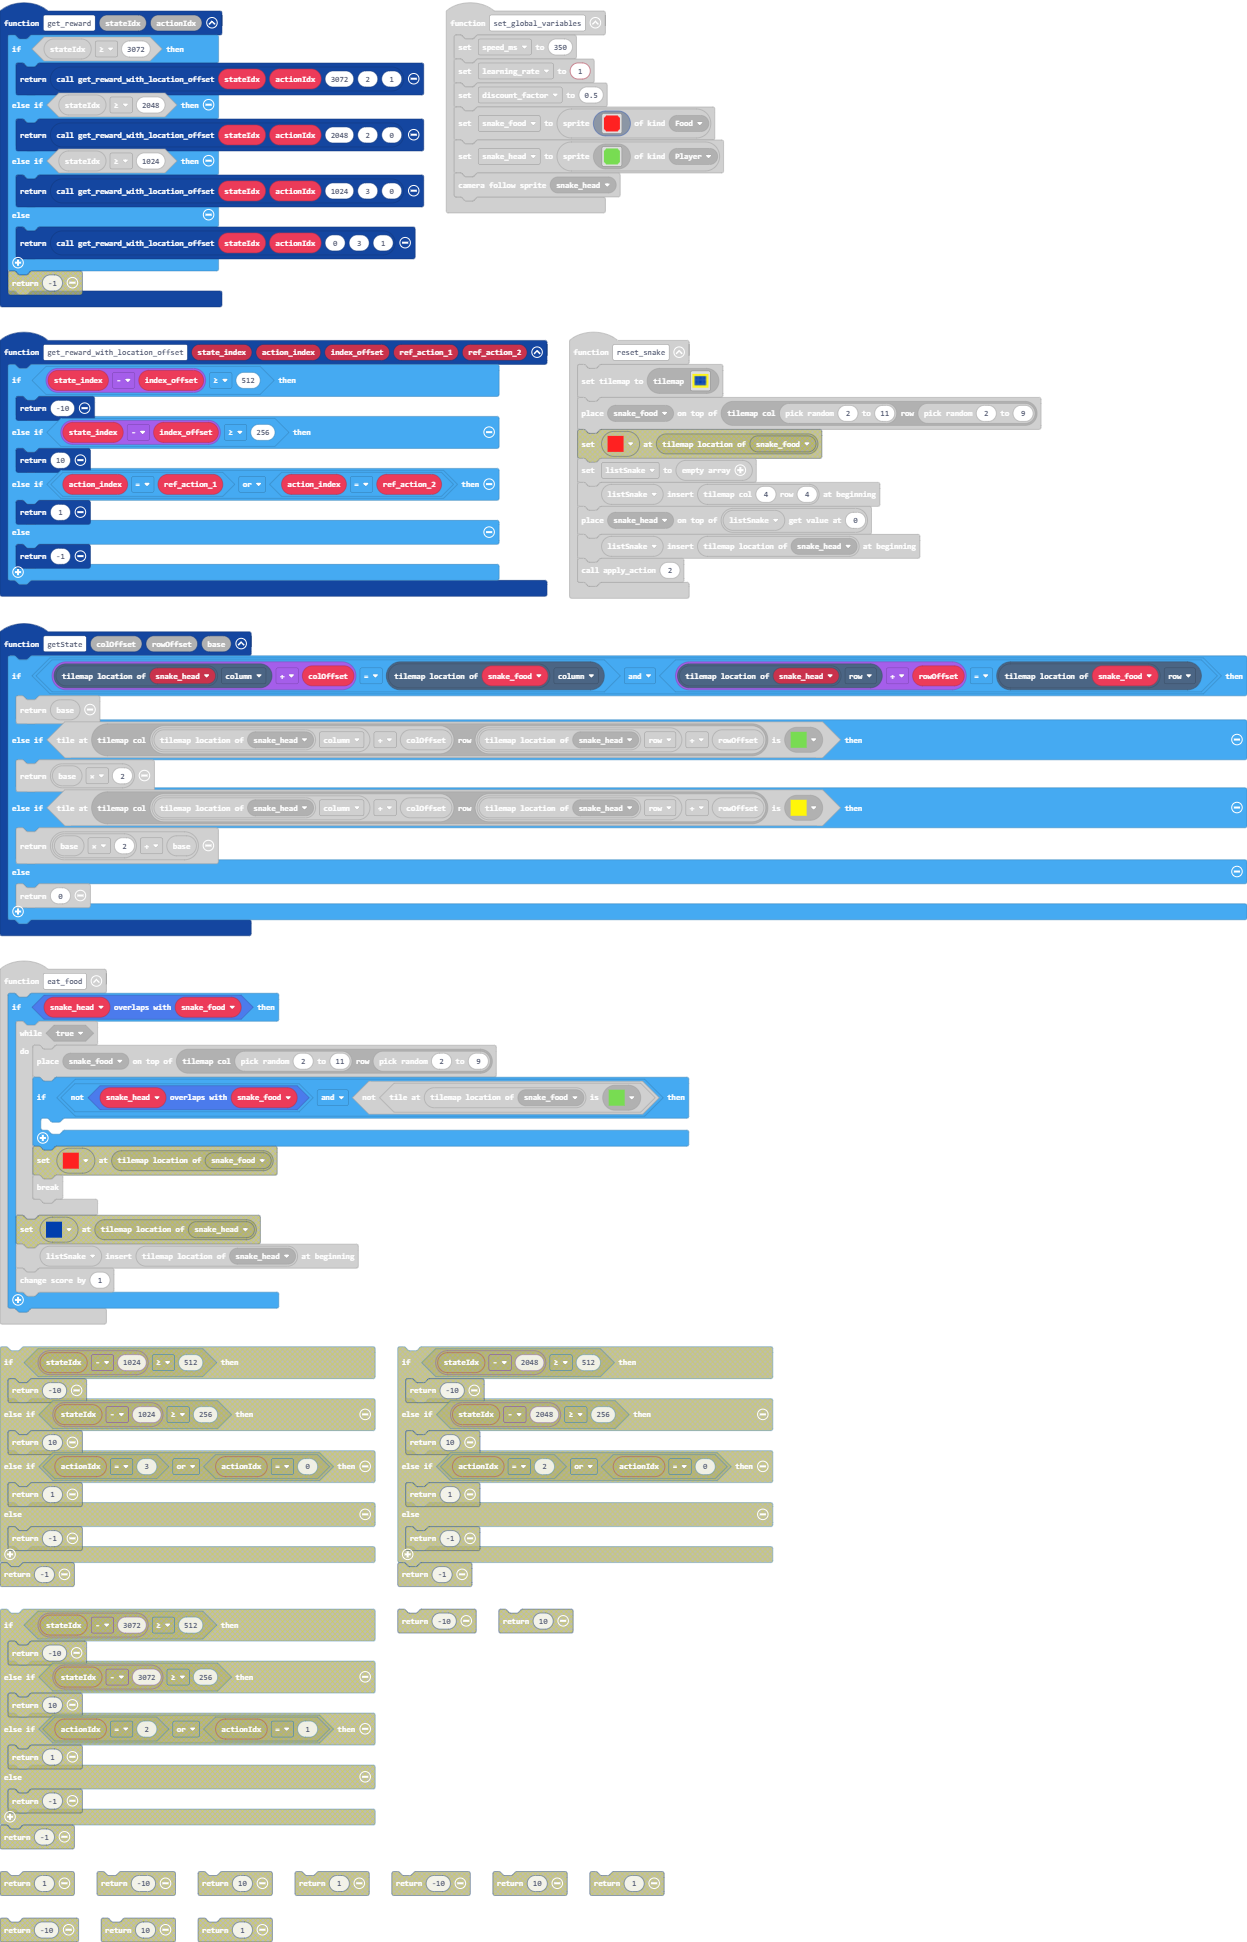 function get_reward stateIdx actionIdx
if stateIdx ≥ 3072 then
return call get_reward_with_location_offset stateIdx actionIdx 3072 2 1
else if stateIdx ≥ 2048 then
return call get_reward_with_location_offset stateIdx actionIdx 2048 2 0
else if stateIdx ≥ 1024 then
return call get_reward_with_location_offset stateIdx actionIdx 1024 3 0
else
return call get_reward_with_location_offset stateIdx actionIdx 0 3 1
return -1
function set_global_variables
set speed_ms to 350
set learning_rate to 1
set discount_factor to 0.5
set snake_food to sprite of kind Food
set snake_head to sprite of kind Player
camera follow sprite snake_head
function get_reward_with_location_offset state_index action_index index_offset ref_action_1 ref_action_2
if state_index - index_offset ≥ 512 then
return -10
else if state_index - index_offset ≥ 256 then
return 10
else if action_index = ref_action_1 or action_index = ref_action_2 then
return 1
else
return -1
function reset_snake
set tilemap to tilemap
place snake_food on top of tilemap col pick random 2 to 11 row pick random 2 to 9
set at tilemap location of snake_food
set listSnake to empty array
listSnake insert tilemap col 4 row 4 at beginning
place snake_head on top of listSnake get value at 0
listSnake insert tilemap location of snake_head at beginning
call apply_action 2
function getState colOffset rowOffset base
if tilemap location of snake_head column + colOffset = tilemap location of snake_food column and tilemap location of snake_head row + rowOffset = tilemap location of snake_food row then
return base
else if tile at tilemap col tilemap location of snake_head column + colOffset row tilemap location of snake_head row + rowOffset is then
return base × 2
else if tile at tilemap col tilemap location of snake_head column + colOffset row tilemap location of snake_head row + rowOffset is then
return base × 2 + base
else
return 0
function eat_food
if snake_head overlaps with snake_food then
while true
do
place snake_food on top of tilemap col pick random 2 to 11 row pick random 2 to 9
if not snake_head overlaps with snake_food and not tile at tilemap location of snake_food is then
set at tilemap location of snake_food
break
set at tilemap location of snake_head
listSnake insert tilemap location of snake_head at beginning
change score by 1
if stateIdx - 1024 ≥ 512 then
return -10
else if stateIdx - 1024 ≥ 256 then
return 10
else if actionIdx = 3 or actionIdx = 0 then
return 1
else
return -1
return -1
if stateIdx - 2048 ≥ 512 then
return -10
else if stateIdx - 2048 ≥ 256 then
return 10
else if actionIdx = 2 or actionIdx = 0 then
return 1
else
return -1
return -1
if stateIdx - 3072 ≥ 512 then
return -10
else if stateIdx - 3072 ≥ 256 then
return 10
else if actionIdx = 2 or actionIdx = 1 then
return 1
else
return -1
return -1
return -10 return 10
return 1 return -10 return 10 return 1 return -10 return 10 return 1
return -10 return 10 return 1